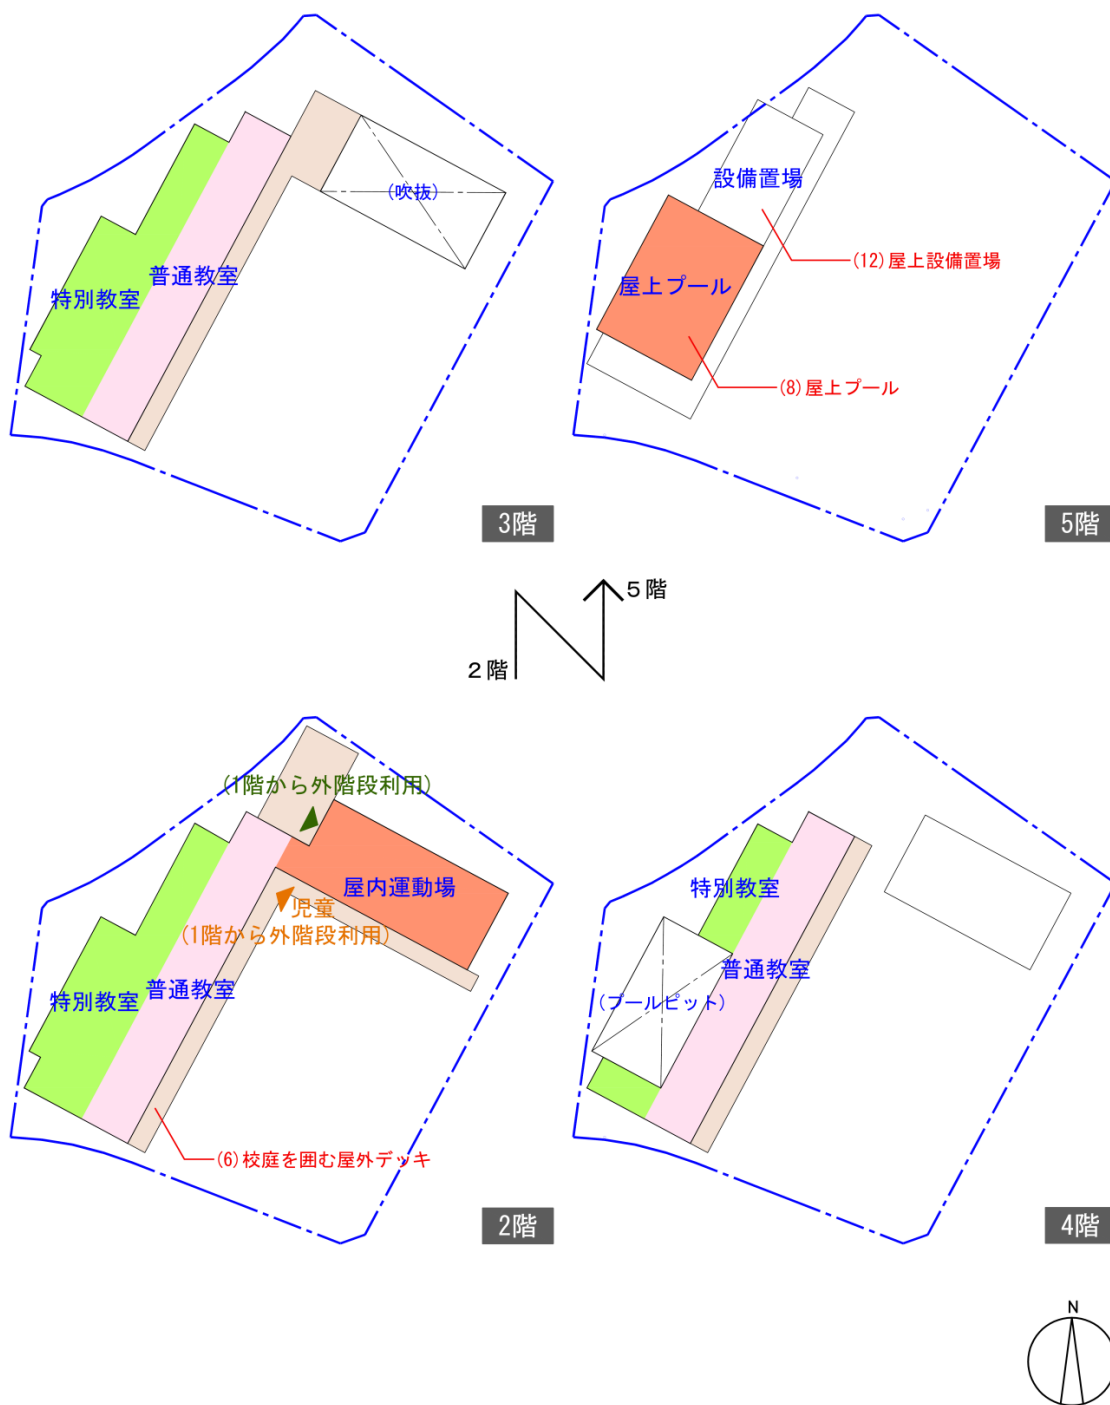 (吹抜)
普通教室
特別教室
3階
設備置場
(12)屋上設備置場
屋上プール
(8)屋上プール
5階
5階
2階
(1階から外階段利用)
屋内運動場
児童
(1階から外階段利用)
普通教室
特別教室
(6)校庭を囲む屋外デッキ
2階
特別教室
普通教室
(プールピット)
4階
N